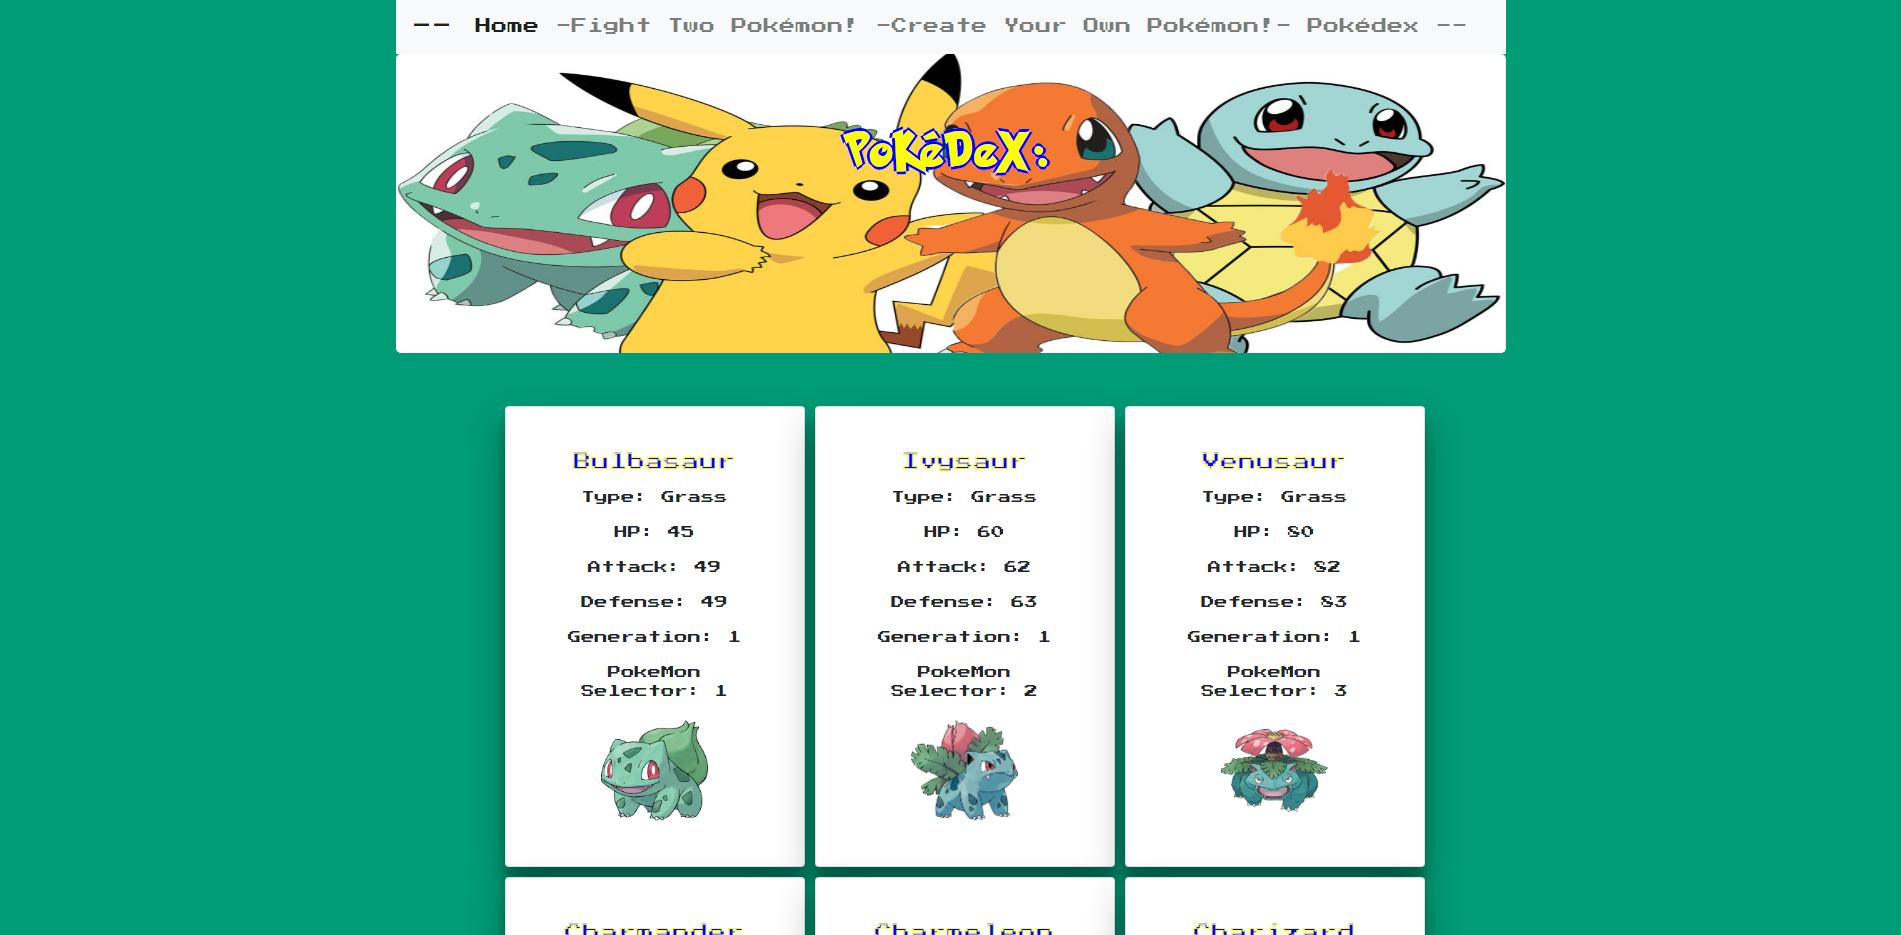 -- Home -Fight Two Pokémon! -Create Your Own Pokémon!- Pokédex --
PoKéDeX:
Bulbasaur
Type: Grass
HP: 45
Attack: 49
Defense: 49
Generation: 1
PokeMon
Selector: 1
Ivysaur
Type: Grass
HP: 60
Attack: 62
Defense: 63
Generation: 1
PokeMon
Selector: 2
Venusaur
Type: Grass
HP: 80
Attack: 82
Defense: 83
Generation: 1
PokeMon
Selector: 3
Charmander
Charmeleon
Charizard